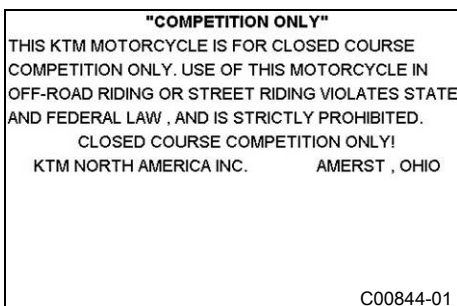 "COMPETITION ONLY"
THIS KTM MOTORCYCLE IS FOR CLOSED COURSE
COMPETITION ONLY. USE OF THIS MOTORCYCLE IN
OFF-ROAD RIDING OR STREET RIDING VIOLATES STATE
AND FEDERAL LAW , AND IS STRICTLY PROHIBITED.
CLOSED COURSE COMPETITION ONLY!
KTM NORTH AMERICA INC. AMERST , OHIO
C00844-01